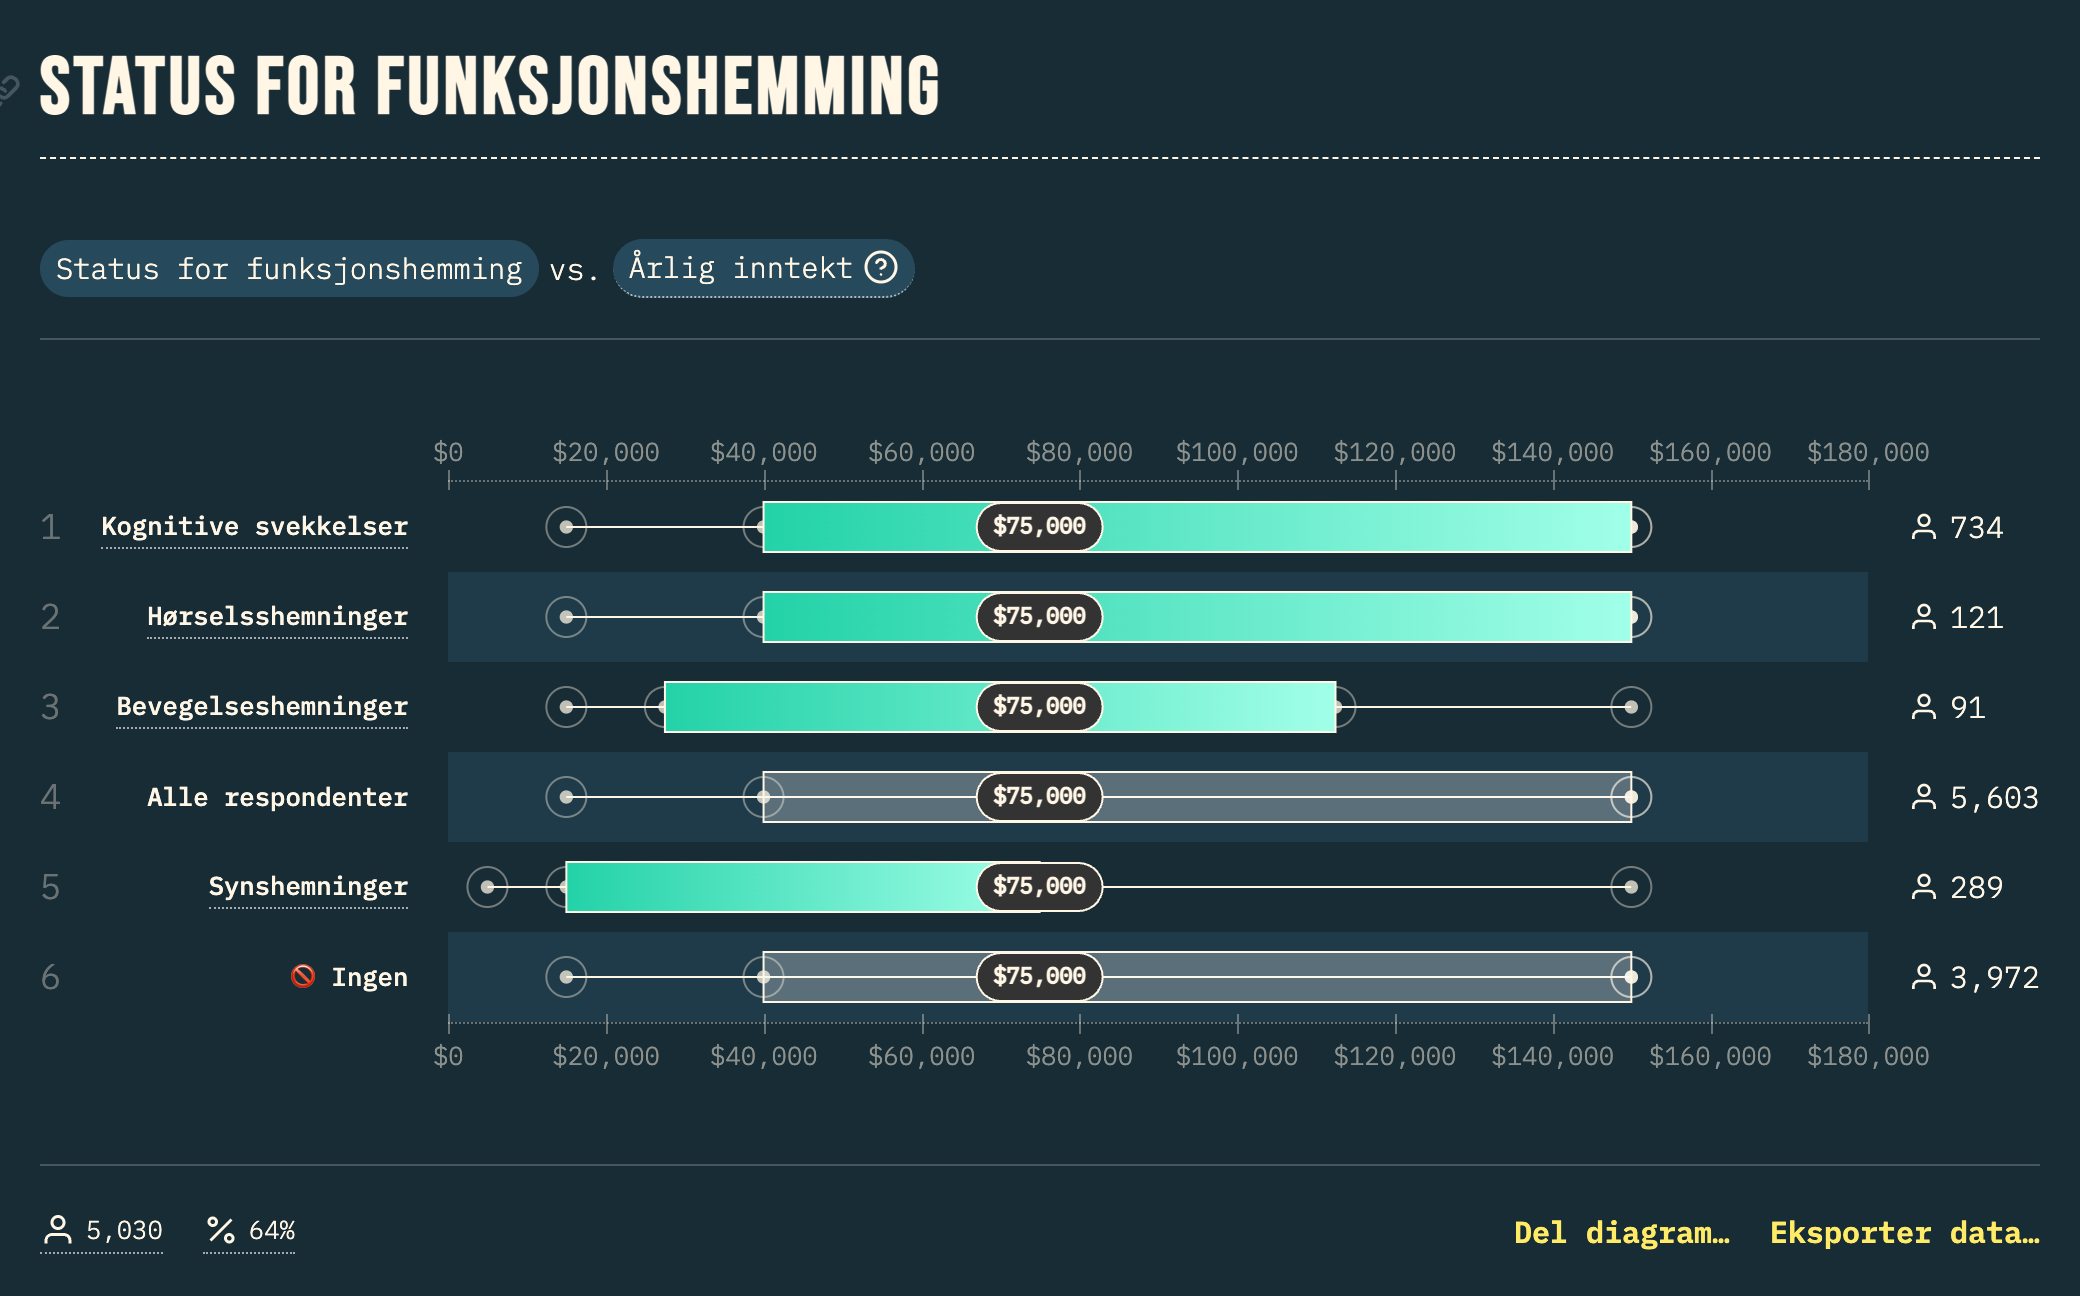 STATUS FOR FUNKSJONSHEMMING
Status for funksjonshemming vs. Årlig inntekt ?
$0 $20,000 $40,000 $60,000 $80,000 $100,000 $120,000 $140,000 $160,000 $180,000
1 Kognitive svekkelser $75,000 734
2 Hørselsshemninger $75,000 121
3 Bevegelseshemninger $75,000 91
4 Alle respondenter $75,000 5,603
5 Synshemninger $75,000 289
6 Ingen $75,000 3,972
$0 $20,000 $40,000 $60,000 $80,000 $100,000 $120,000 $140,000 $160,000 $180,000
5,030 % 64% Del diagram… Eksporter data…